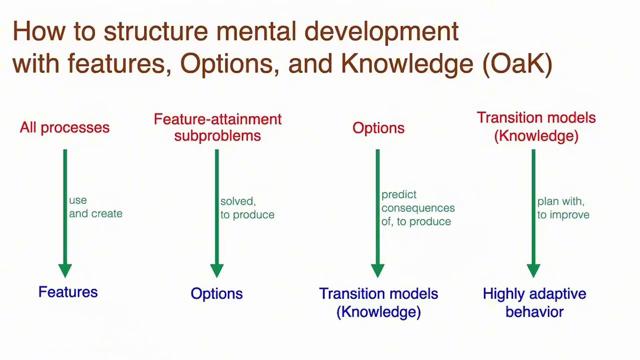 How to structure mental development
with features, Options, and Knowledge (OaK)
All processes
use
and create
Features
Feature-attainment
subproblems
solved,
to produce
Options
Options
predict
consequences
of, to produce
Transition models
(Knowledge)
Transition models
(Knowledge)
plan with,
to improve
Highly adaptive
behavior